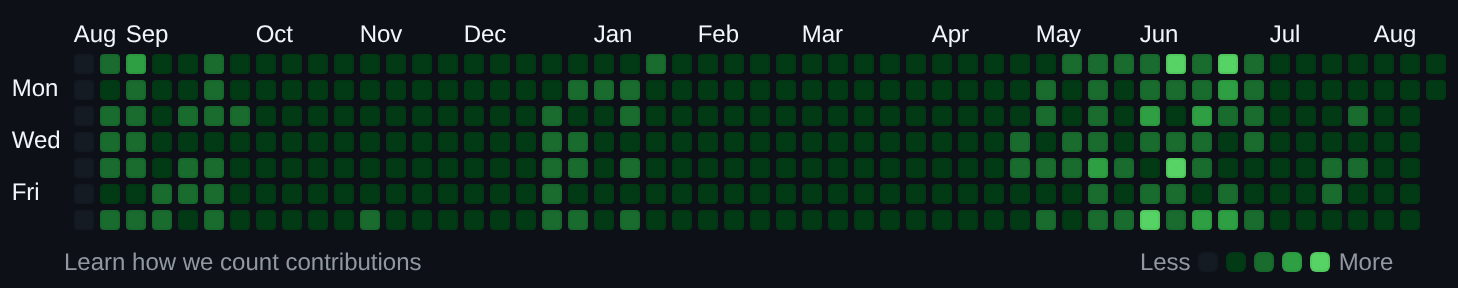 Aug Sep Oct Nov Dec Jan Feb Mar Apr May Jun Jul Aug
Mon
Wed
Fri
Learn how we count contributions Less More